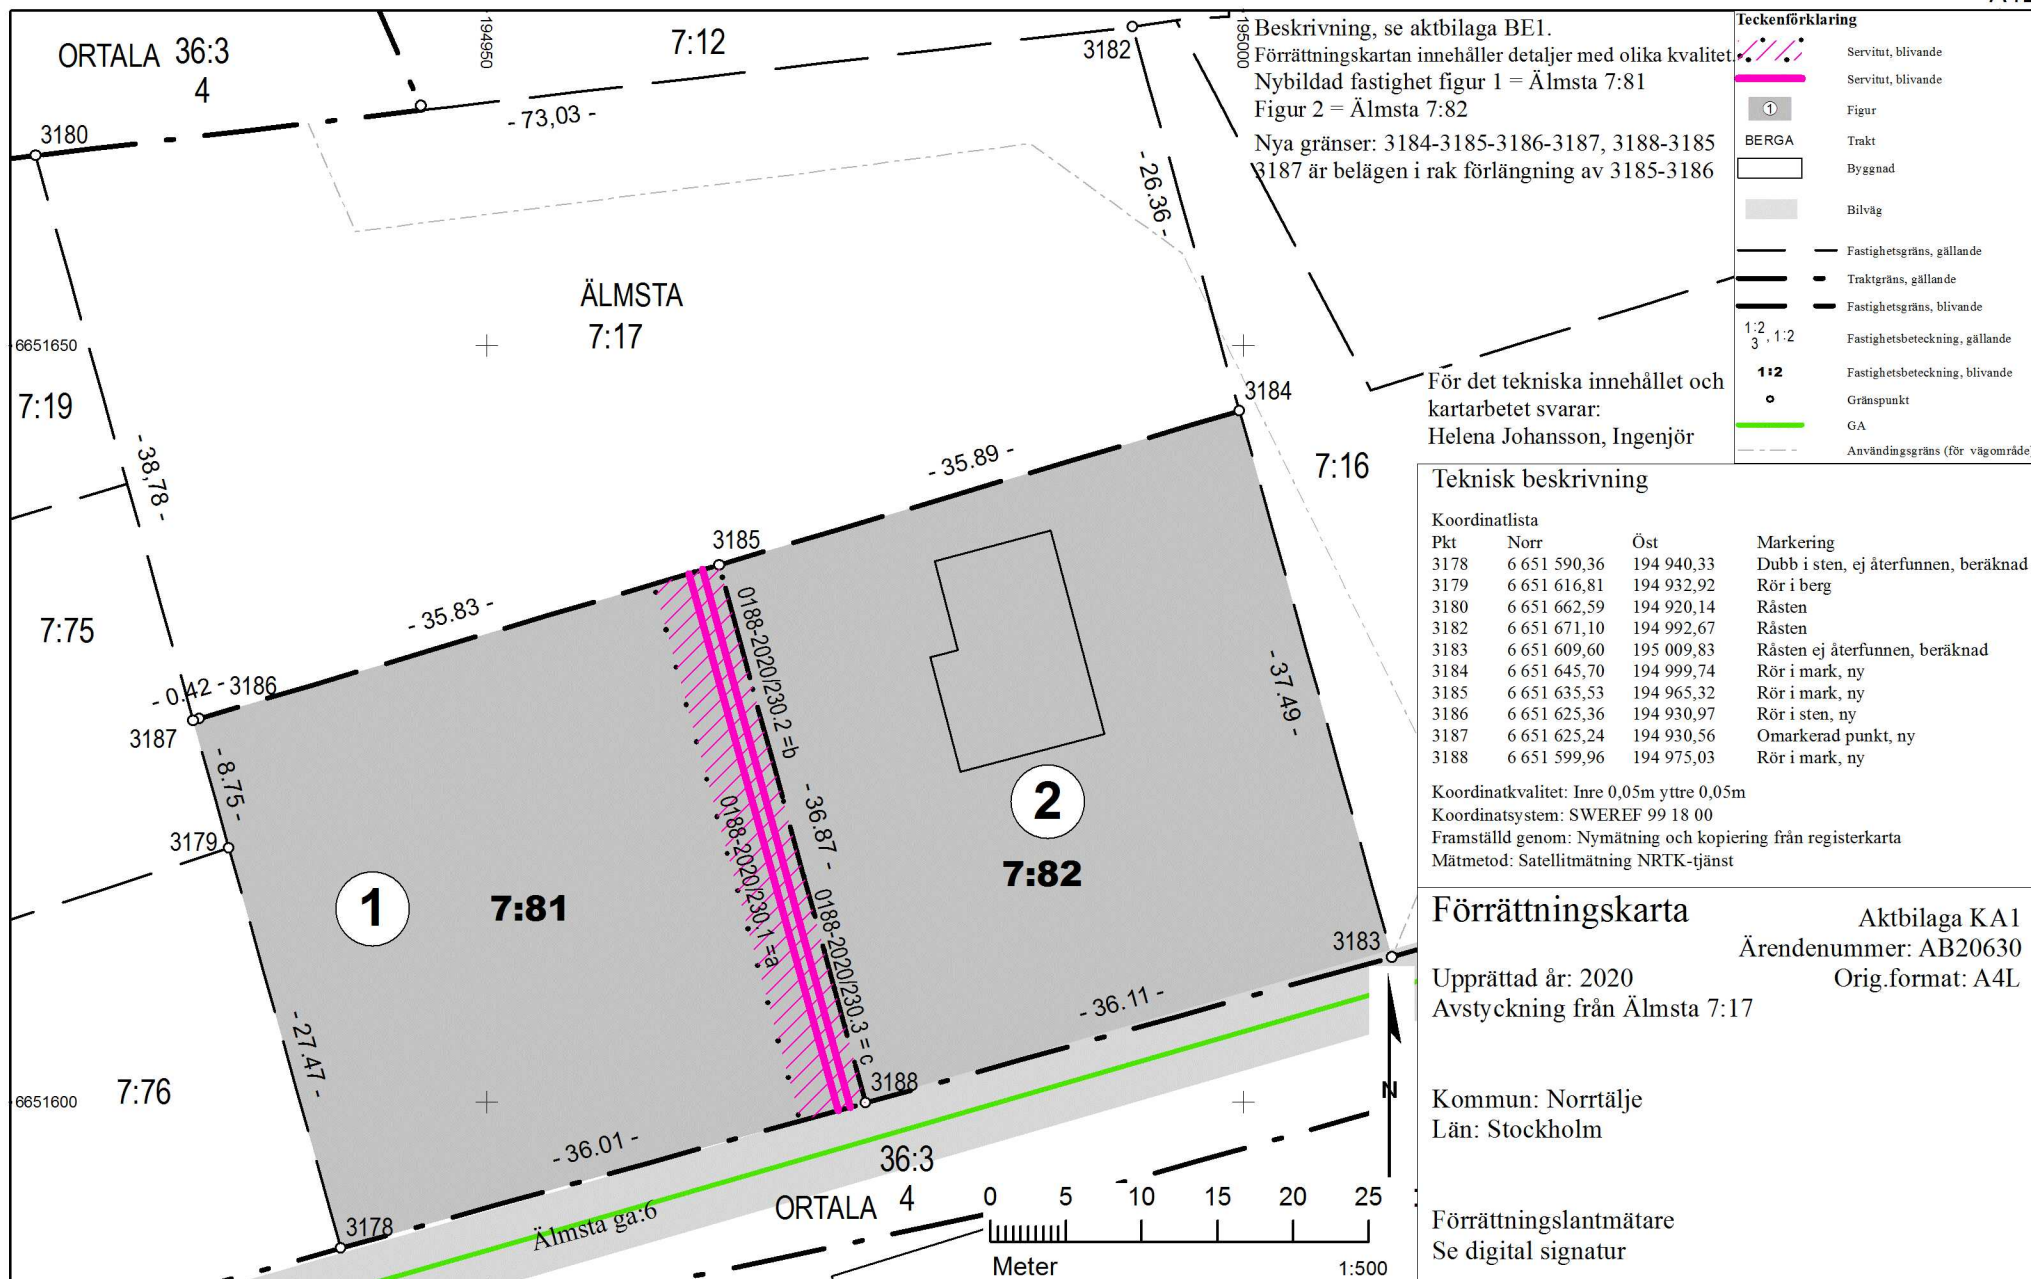 ORTALA 36:3
4
7:12
3182
3180
- 73,03 -
194950
195000
Beskrivning, se aktbilaga BE1.
Förrättningskartan innehåller detaljer med olika kvalitet.
Nybildad fastighet figur 1 = Älmsta 7:81
Figur 2 = Älmsta 7:82
Nya gränser: 3184-3185-3186-3187, 3188-3185
3187 är belägen i rak förlängning av 3185-3186
Teckenförklaring
Servitut, blivande
Servitut, blivande
1 Figur
BERGA Trakt
Byggnad
Bilväg
Fastighetsgräns, gällande
Traktgräns, gällande
Fastighetsgräns, blivande
1:2
3 , 1:2 Fastighetsbeteckning, gällande
1:2 Fastighetsbeteckning, blivande
Gränspunkt
GA
Användingsgräns (för vägområde)
- 26.36 -
ÄLMSTA
7:17
6651650
7:19
- 38,78 -
3184
För det tekniska innehållet och
kartarbetet svarar:
Helena Johansson, Ingenjör
7:16
- 35.89 -
3185
- 35.83 -
7:75
- 0.42 -
3186
3187
- 8.75 -
3179
0188-2020/230.2 =b
- 36.87 -
0188-2020/230.1 =a
0188-2020/230.3 = c
- 37.49 -
1
7:81
2
7:82
3183
- 36.11 -
3188
- 27.47 -
7:76
6651600
- 36.01 -
3178
Älmsta ga:6
36:3
ORTALA 4
0 5 10 15 20 25
Meter 1:500
N
Teknisk beskrivning
Koordinatlista
Pkt Norr Öst Markering
3178 6 651 590,36 194 940,33 Dubb i sten, ej återfunnen, beräknad
3179 6 651 616,81 194 932,92 Rör i berg
3180 6 651 662,59 194 920,14 Råsten
3182 6 651 671,10 194 992,67 Råsten
3183 6 651 609,60 195 009,83 Råsten ej återfunnen, beräknad
3184 6 651 645,70 194 999,74 Rör i mark, ny
3185 6 651 635,53 194 965,32 Rör i mark, ny
3186 6 651 625,36 194 930,97 Rör i sten, ny
3187 6 651 625,24 194 930,56 Omarkerad punkt, ny
3188 6 651 599,96 194 975,03 Rör i mark, ny
Koordinatkvalitet: Inre 0,05m yttre 0,05m
Koordinatsystem: SWEREF 99 18 00
Framställd genom: Nymätning och kopiering från registerkarta
Mätmetod: Satellitmätning NRTK-tjänst
Förrättningskarta
Aktbilaga KA1
Ärendenummer: AB20630
Upprättad år: 2020 Orig.format: A4L
Avstyckning från Älmsta 7:17
Kommun: Norrtälje
Län: Stockholm
Förrättningslantmätare
Se digital signatur